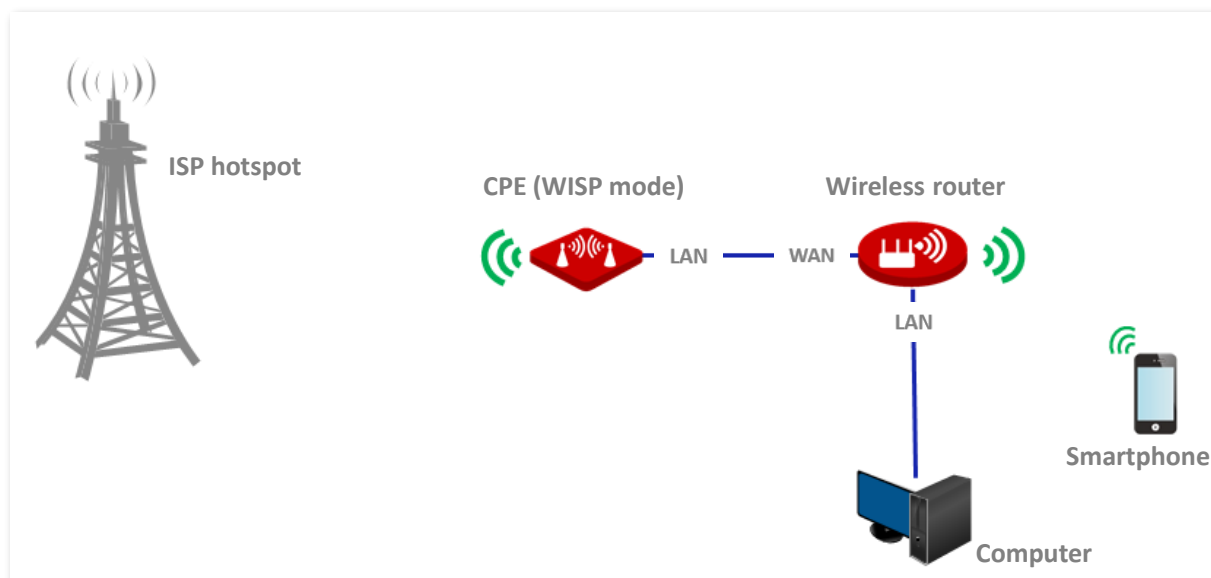 ISP hotspot
CPE (WISP mode)
Wireless router
LAN
WAN
LAN
Smartphone
Computer